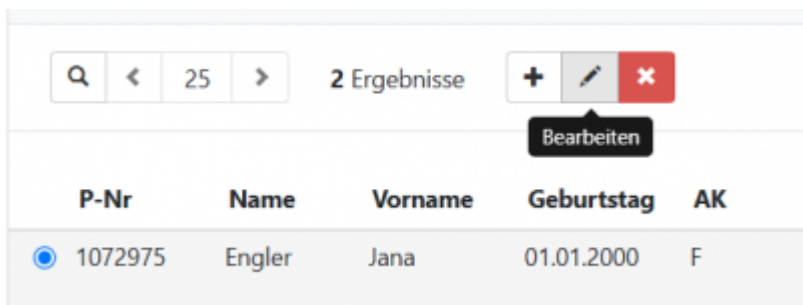 25 2 Ergebnisse
Bearbeiten
P-Nr Name Vorname Geburtstag AK
1072975 Engler Jana 01.01.2000 F